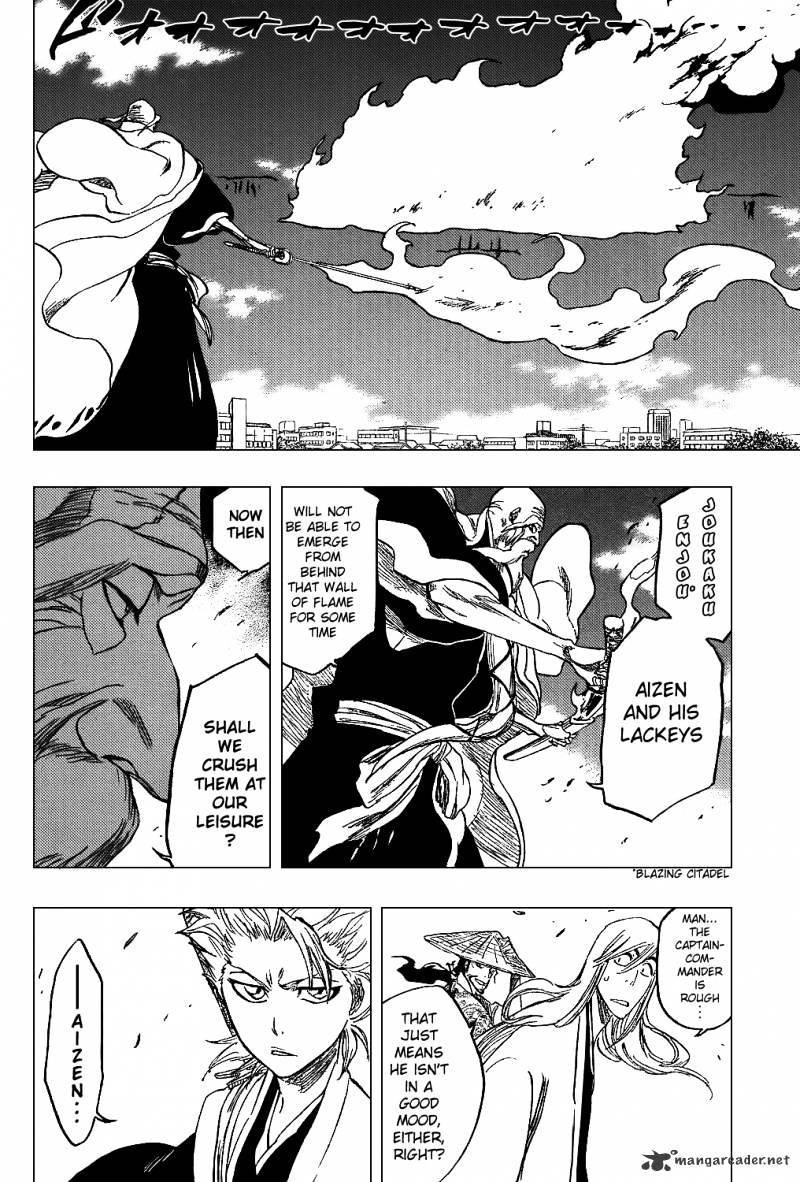 ドオオオオオオオオオ
JOUKAKU
ENJOU*
AIZEN
AND HIS
LACKEYS
WILL NOT
BE ABLE TO
EMERGE
FROM
BEHIND
THAT WALL
OF FLAME
FOR SOME
TIME
*BLAZING CITADEL
NOW
THEN
SHALL
WE
CRUSH
THEM AT
OUR
LEISURE
?
MAN...
THE
CAPTAIN-
COM-
MANDER
IS
ROUGH
...
THAT
JUST
MEANS
HE ISN'T
IN A
GOOD
MOOD,
EITHER,
RIGHT?
—AIZEN...
mangareader.net